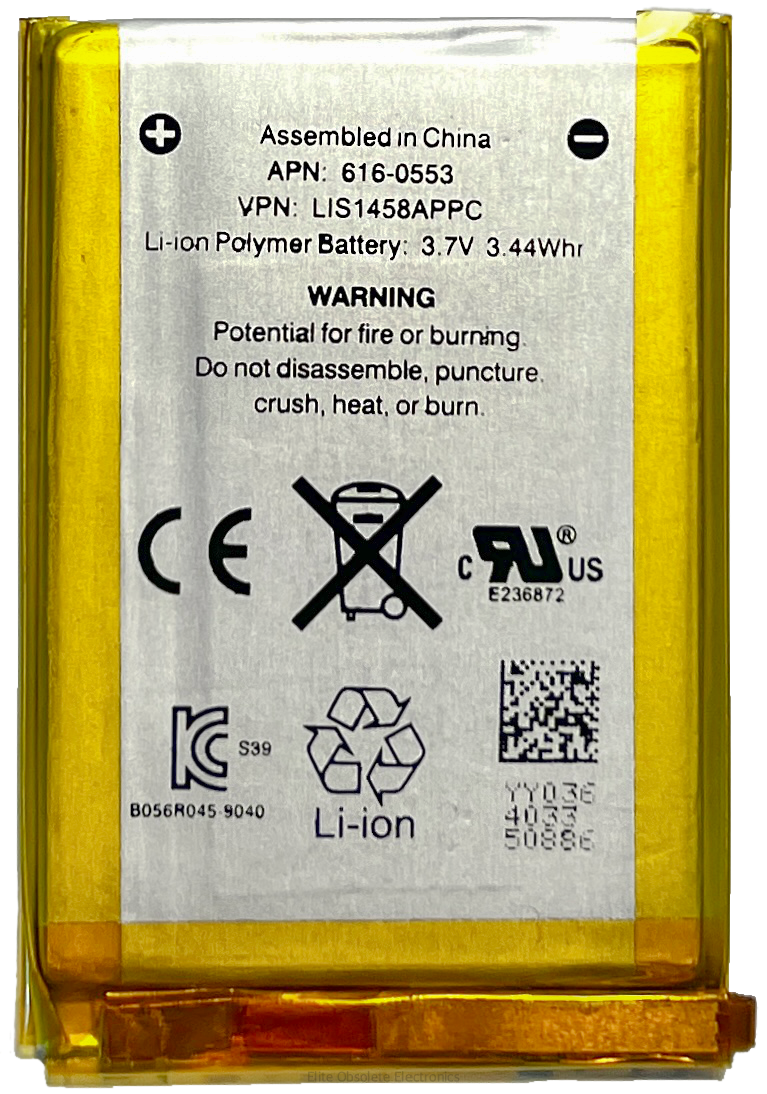 Assembled in China
APN: 616-0553
VPN: LIS1458APPC
Li-ion Polymer Battery: 3.7V 3.44Whr
WARNING
Potential for fire or burning.
Do not disassemble, puncture,
crush, heat, or burn.
CE
c RU ® US
E236872
KC S39
B056R045-9040
Li-ion
YY036
4033
50886
Elite Obsolete Electronics